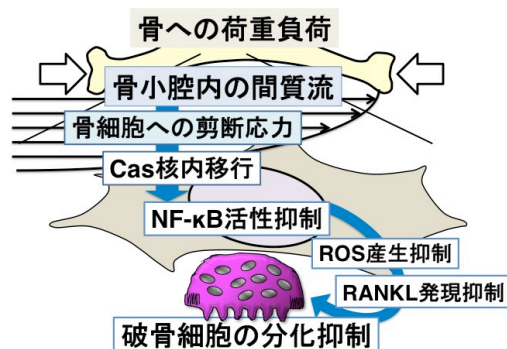 骨への荷重負荷
骨小腔内の間質流
骨細胞への剪断応力
Cas核内移行
NF-κB活性抑制
ROS産生抑制
RANKL発現抑制
破骨細胞の分化抑制